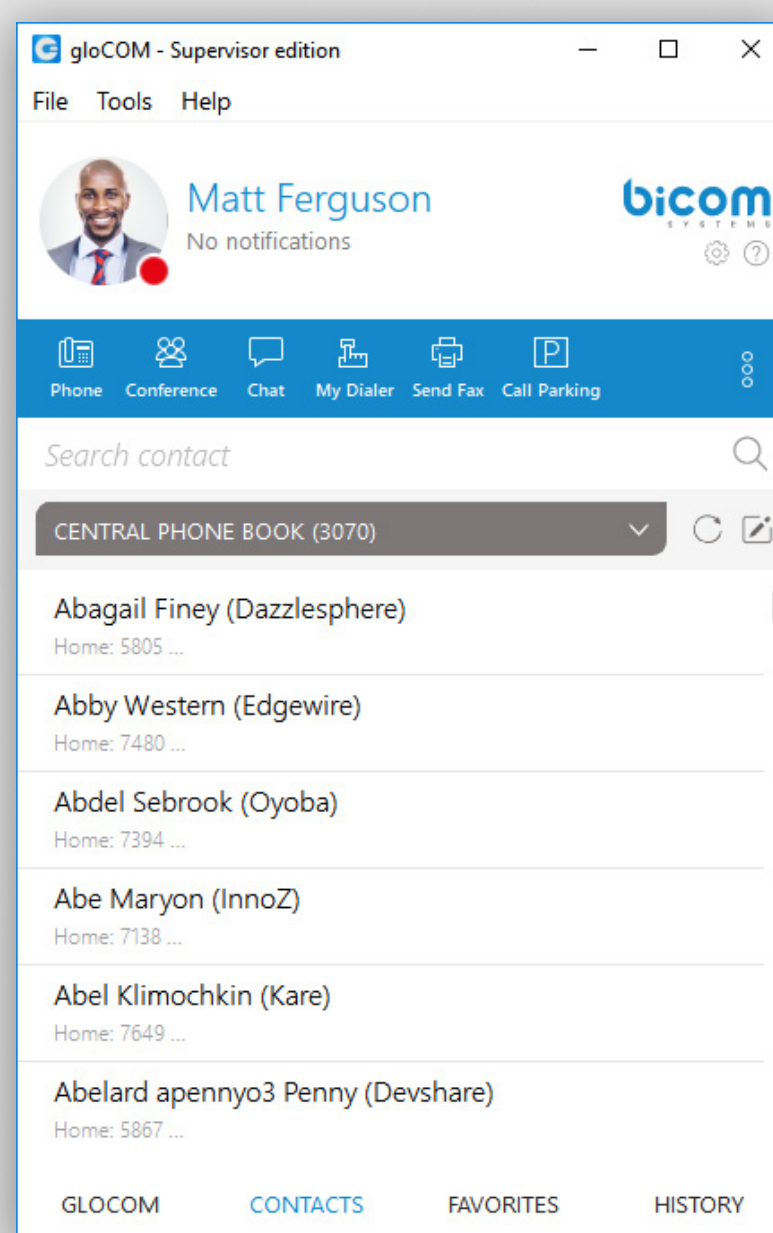 gloCOM - Supervisor edition
File Tools Help
Matt Ferguson
No notifications
bicom
SYSTEMS
Phone Conference Chat My Dialer Send Fax Call Parking
Search contact
CENTRAL PHONE BOOK (3070)
Abagail Finey (Dazzlesphere)
Home: 5805 ...
Abby Western (Edgewire)
Home: 7480 ...
Abdel Sebrook (Oyoba)
Home: 7394 ...
Abe Maryon (InnoZ)
Home: 7138 ...
Abel Klimochkin (Kare)
Home: 7649 ...
Abelard apennyo3 Penny (Devshare)
Home: 5867 ...
GLOCOM CONTACTS FAVORITES HISTORY